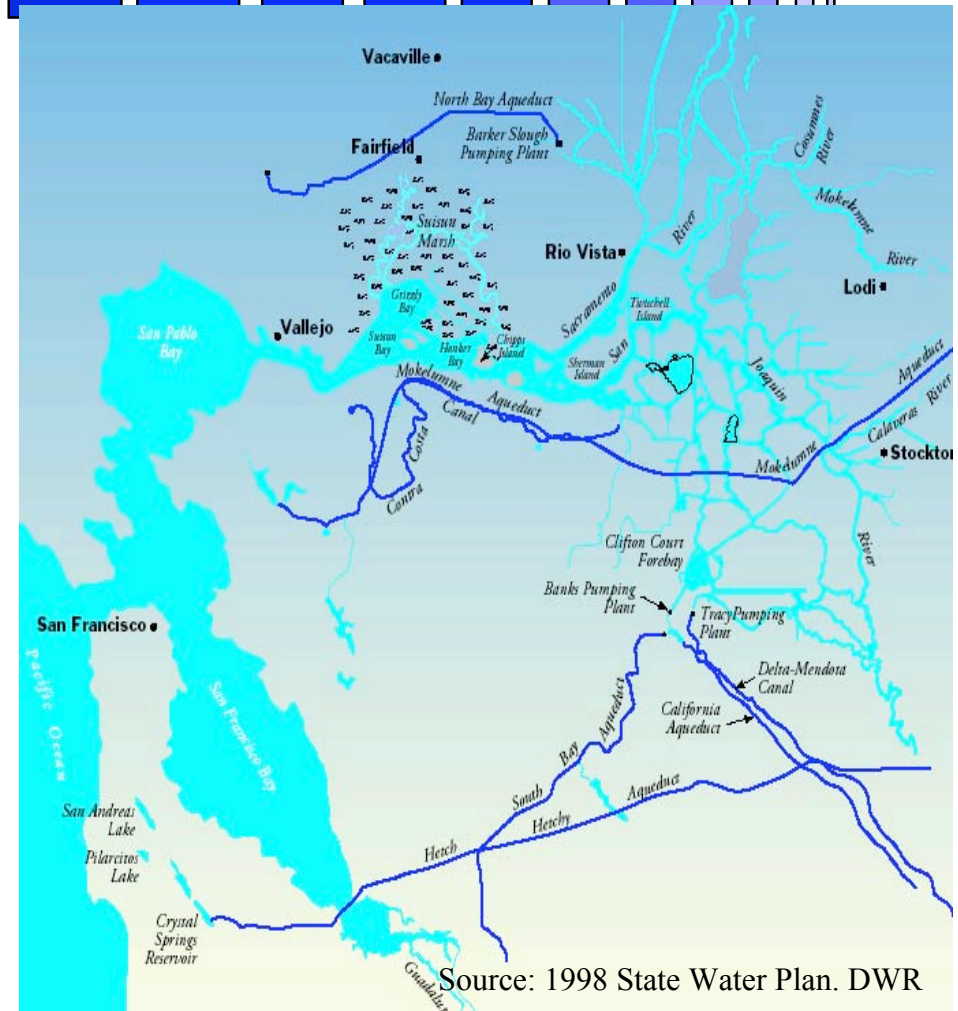 Vacaville
North Bay Aqueduct
Barker Slough
Pumping Plant
Fairfield
Cosumnes
River
Mokelumne
River
Suisun
Marsh
Rio Vista
River
Lodi
Grizzly
Bay
Sacramento
Twitchell
Island
San Pablo
Bay
Vallejo
Suisun
Bay
Honker
Bay
Chipps
Island
Sherman
Island
San
Joaquin
River
Mokelumne
Aqueduct
Canal
Costa
Contra
Mokelumne
Aqueduct
Calaveras
River
Stockton
Clifton Court
Forebay
Banks Pumping
Plant
TracyPumping
Plant
San Francisco
Pacific Ocean
San Francisco Bay
Delta-Mendota
Canal
California
Aqueduct
South Bay Aqueduct
Hetch Hetchy Aqueduct
San Andreas
Lake
Pilarcitos
Lake
Crystal
Springs
Reservoir
Source: 1998 State Water Plan. DWR